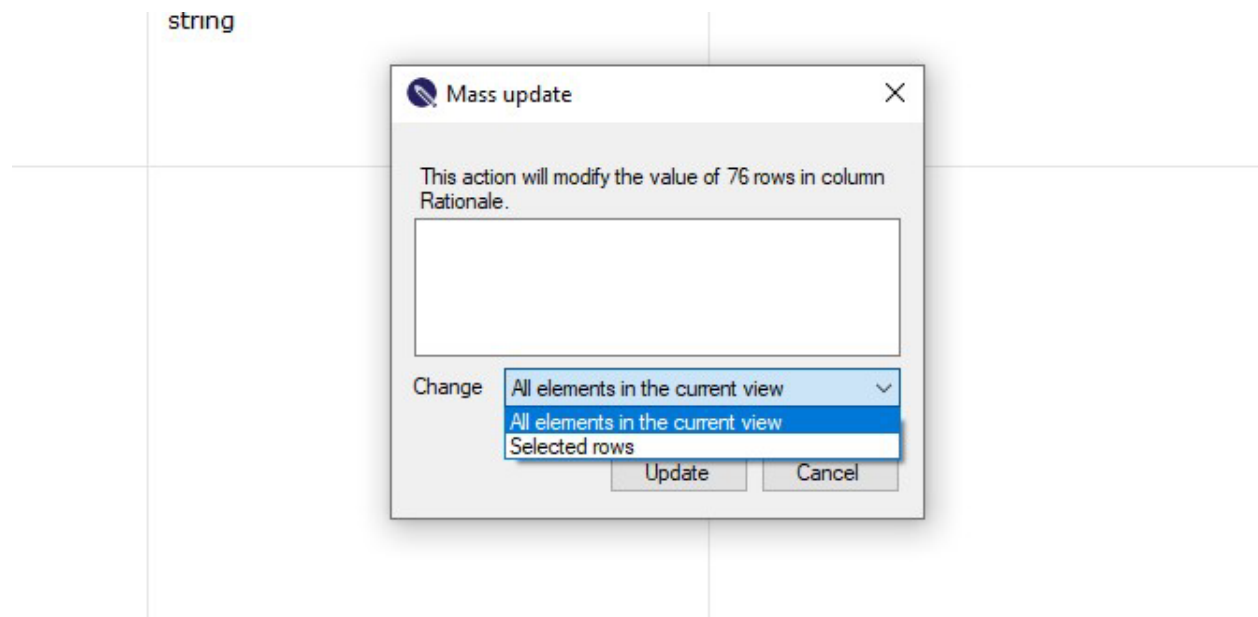 string
Mass update
This action will modify the value of 76 rows in column
Rationale.
Change All elements in the current view
All elements in the current view
Selected rows
Update Cancel